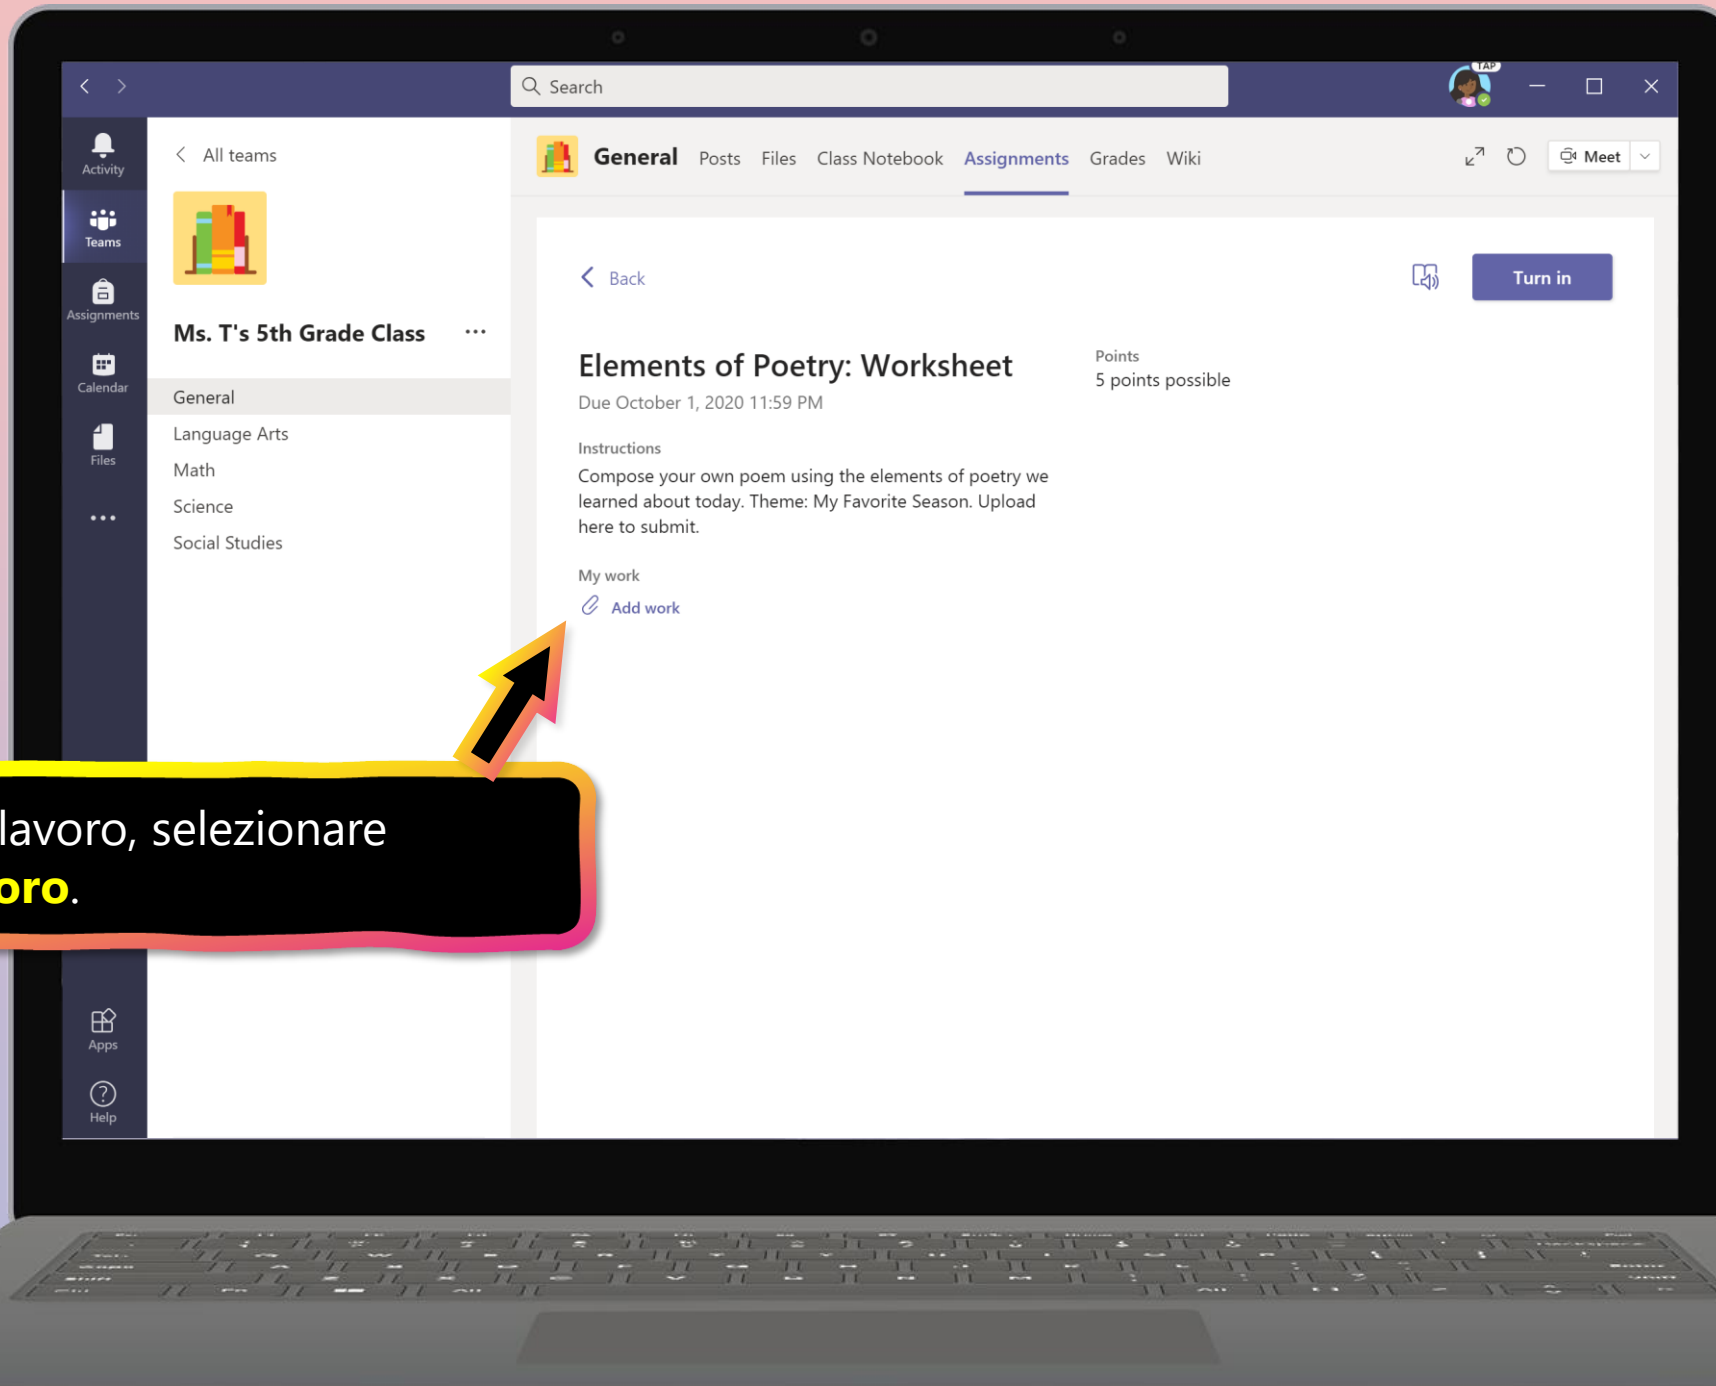 Search
TAP
Activity
Teams
Assignments
Calendar
Files
Apps
Help
All teams
Ms. T's 5th Grade Class
General
Language Arts
Math
Science
Social Studies
General Posts Files Class Notebook Assignments Grades Wiki
Meet
Back
Turn in
Elements of Poetry: Worksheet
Due October 1, 2020 11:59 PM
Points
5 points possible
Instructions
Compose your own poem using the elements of poetry we
learned about today. Theme: My Favorite Season. Upload
here to submit.
My work
Add work
lavoro, selezionare
oro.